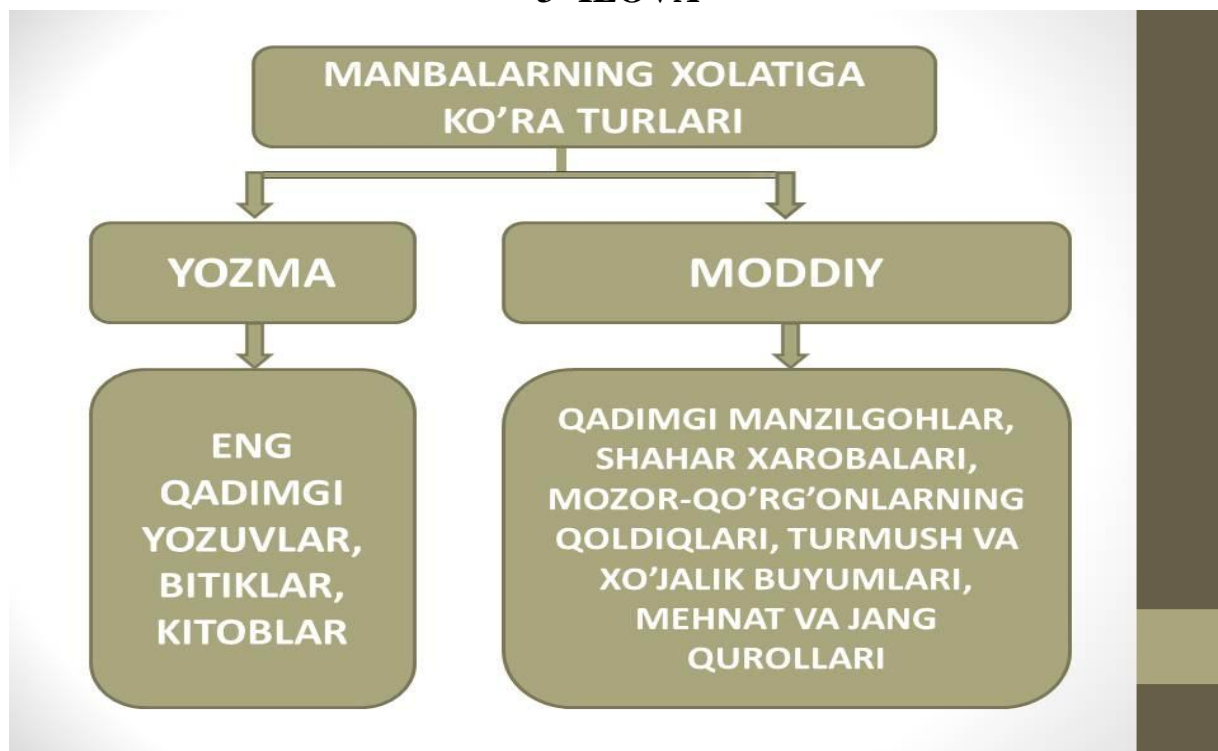 MANBALARNING XOLATIGA
KO’RA TURLARI
YOZMA
MODDIY
ENG
QADIMGI
YOZUVLAR,
BITIKLAR,
KITOBLAR
QADIMGI MANZILGOHLAR,
SHAHAR XAROBALARI,
MOZOR-QO’RG’ONLARNING
QOLDIQLARI, TURMUSH VA
XO’JALIK BUYUMLARI,
MEHNAT VA JANG
QUROLLARI